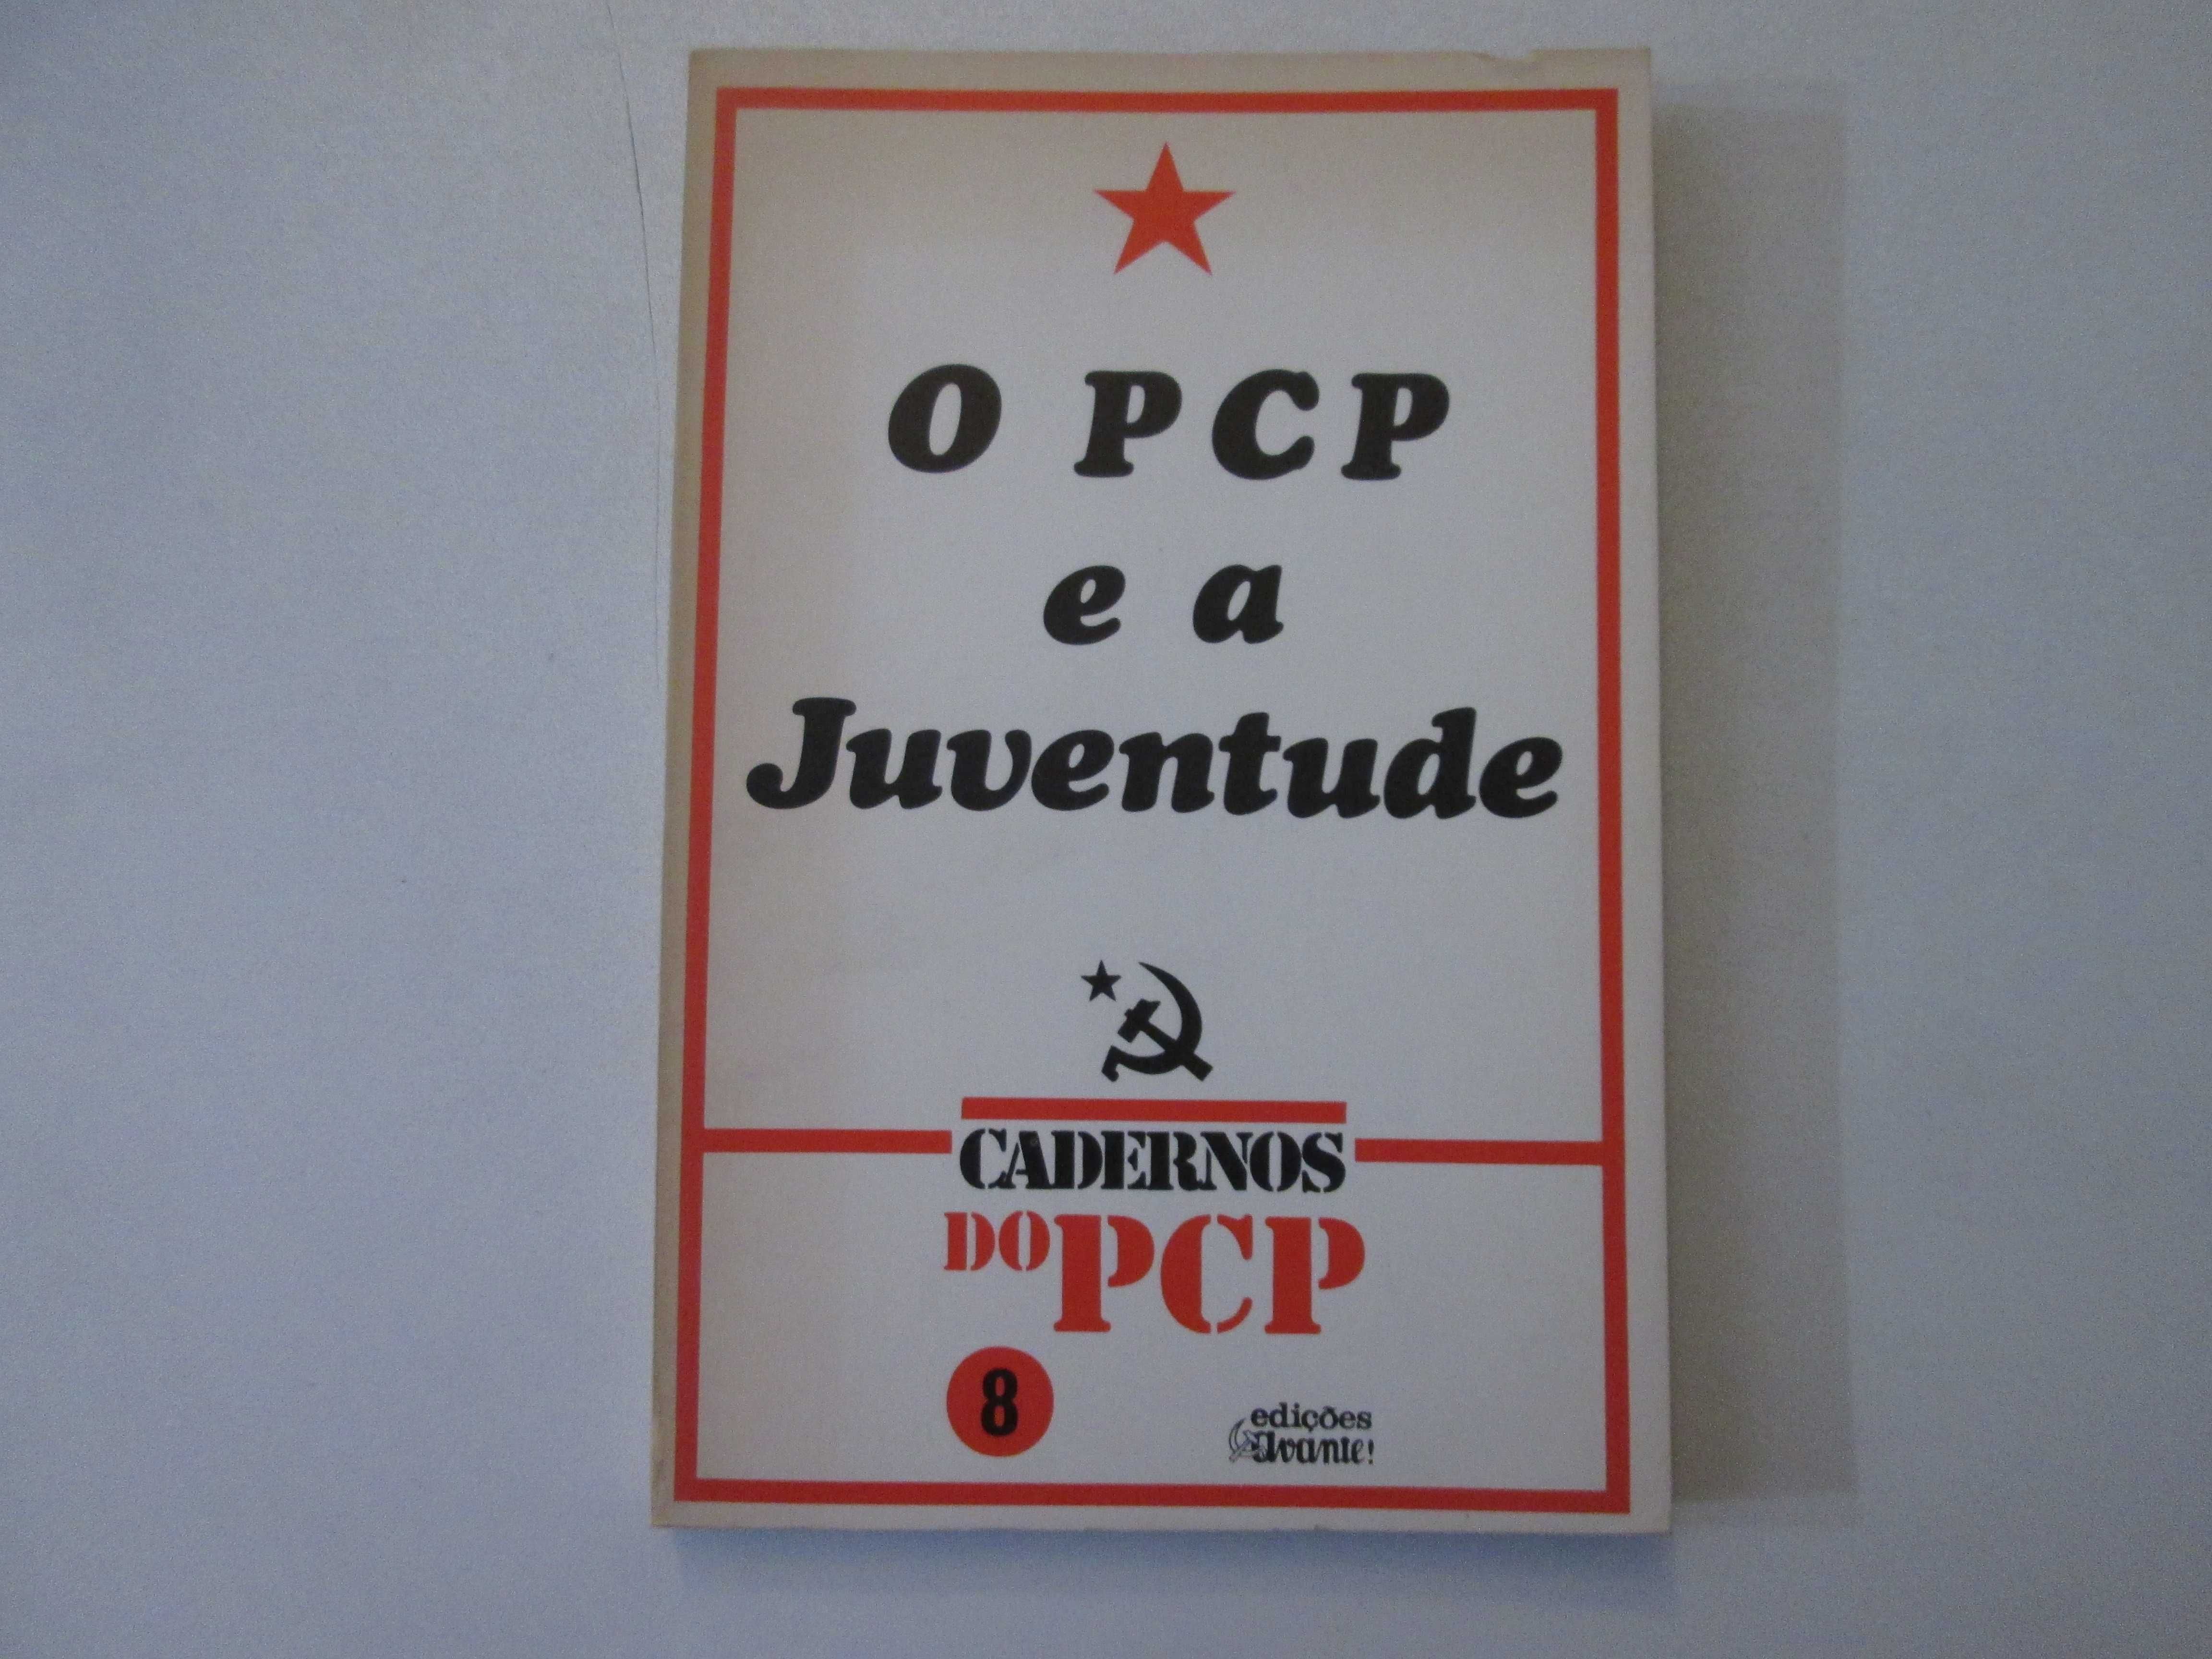 O PCP
e a
Juventude
CADERNOS
DO PCP
8
edições
Avante!